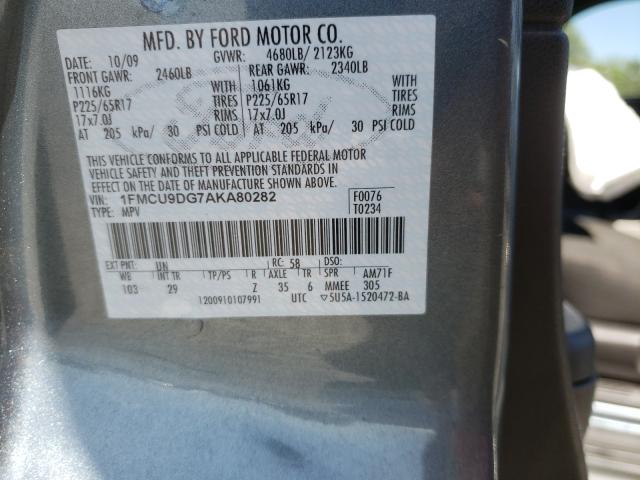 MFD. BY FORD MOTOR CO.
DATE: 10/09 GVWR: 4680LB/ 2123KG
FRONT GAWR: 2460LB REAR GAWR: 2340LB
1116KG WITH 1061KG WITH
P225/65R17 TIRES P225/65R17 TIRES
17x7.0J RIMS 17x7.0J RIMS
AT 205 kPa/ 30 PSI COLD AT 205 kPa/ 30 PSI COLD
THIS VEHICLE CONFORMS TO ALL APPLICABLE FEDERAL MOTOR
VEHICLE SAFETY AND THEFT PREVENTION STANDARDS IN
EFFECT ON THE DATE OF MANUFACTURE SHOWN ABOVE.
VIN: 1FMCU9DG7AKA80282 F0076
TYPE: MPV T0234
EXT PNT: UN RC: 58 DSO:
WB INT TR TP/PS R AXLE TR SPR AM71F
103 29 Z 35 6 MMEE 305
1200910107991 UTC ▽5U5A-1520472-BA
Ford